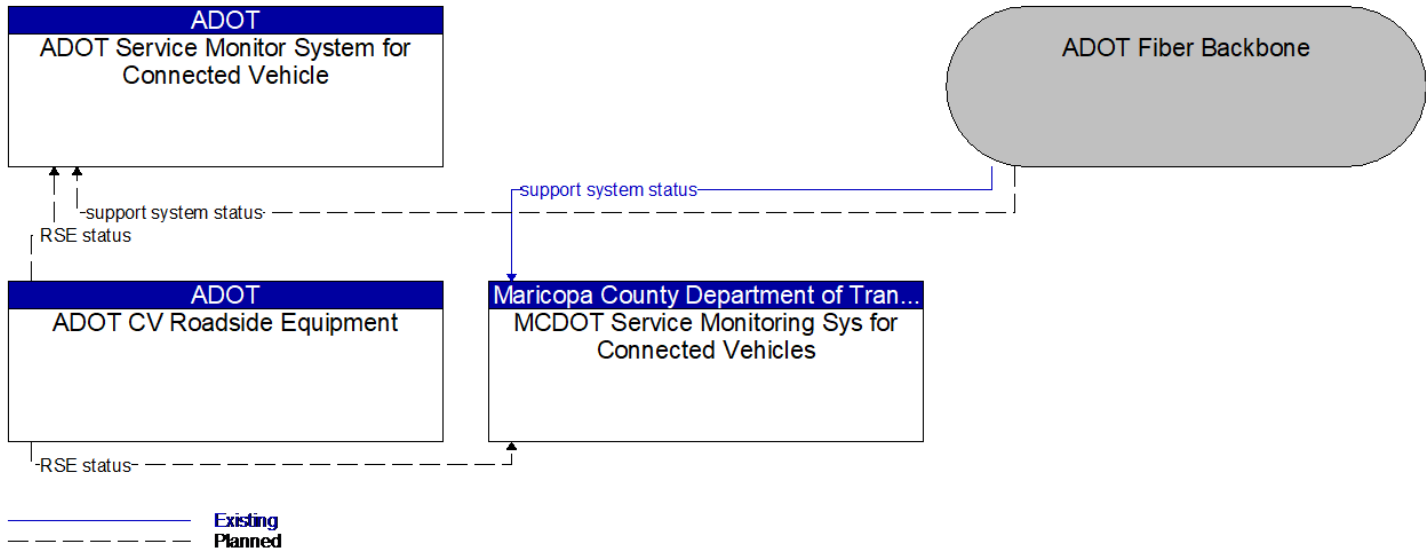 ADOT
ADOT Service Monitor System for
Connected Vehicle
ADOT Fiber Backbone
support system status
support system status
RSE status
ADOT
ADOT CV Roadside Equipment
Maricopa County Department of Tran...
MCDOT Service Monitoring Sys for
Connected Vehicles
RSE status
Existing
Planned